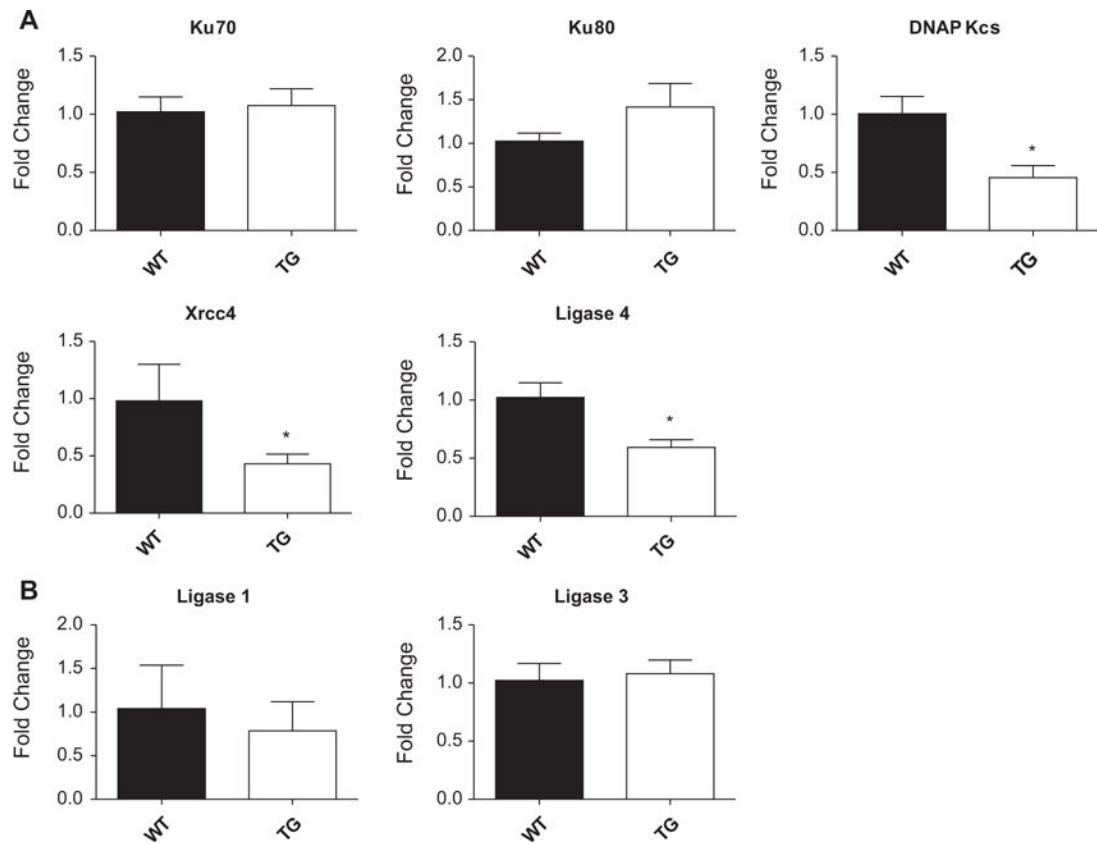 A
Ku70
Fold Change
1.5
1.0
0.5
0.0
WT
TG
Ku80
Fold Change
2.0
1.5
1.0
0.5
0.0
WT
TG
DNAP Kcs
Fold Change
1.5
1.0
0.5
0.0
*
WT
TG
Xrcc4
Fold Change
1.5
1.0
0.5
0.0
*
WT
TG
Ligase 4
Fold Change
1.5
1.0
0.5
0.0
*
WT
TG
B
Ligase 1
Fold Change
2.0
1.5
1.0
0.5
0.0
WT
TG
Ligase 3
Fold Change
1.5
1.0
0.5
0.0
WT
TG